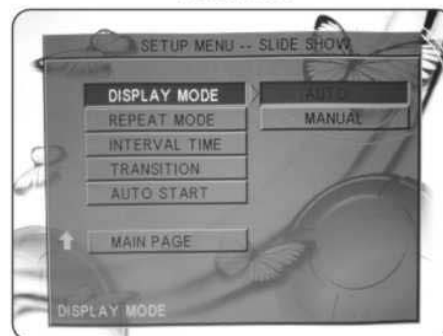 SETUP MENU -- SLIDE SHOW
DISPLAY MODE
AUTO
REPEAT MODE
MANUAL
INTERVAL TIME
TRANSITION
AUTO START
MAIN PAGE
DISPLAY MODE